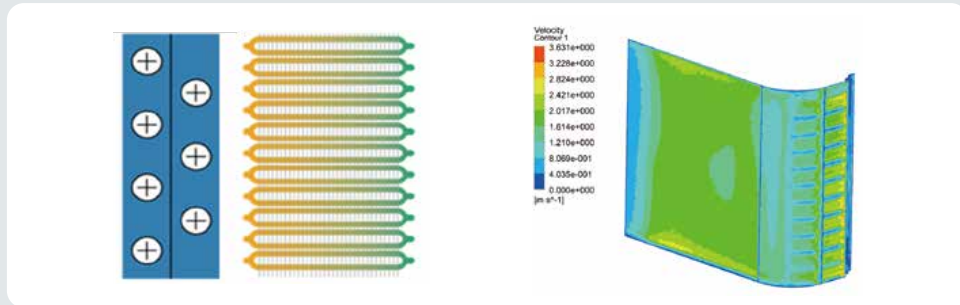 Velocity
Contour 1
3.631e+000
3.228e+000
2.824e+000
2.421e+000
2.017e+000
1.614e+000
1.210e+000
8.069e-001
4.035e-001
0.000e+000
[m s^-1]